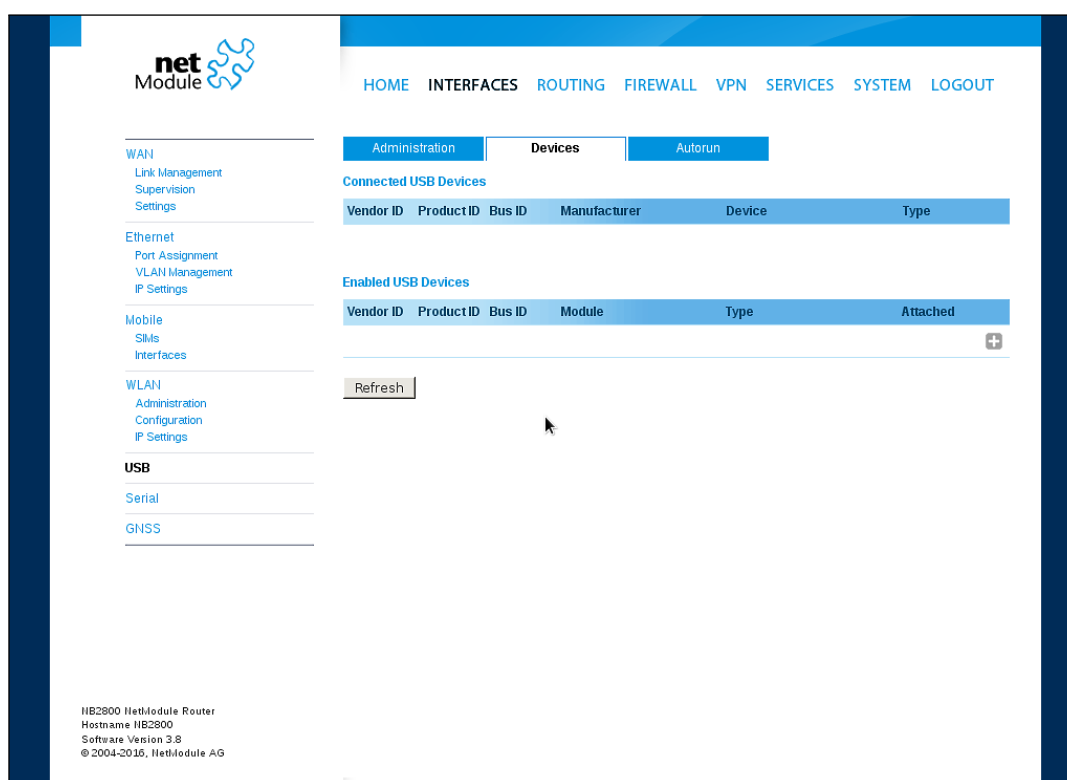 net
Module
HOME INTERFACES ROUTING FIREWALL VPN SERVICES SYSTEM LOGOUT
WAN
Link Management
Supervision
Settings
Ethernet
Port Assignment
VLAN Management
IP Settings
Mobile
SIMs
Interfaces
WLAN
Administration
Configuration
IP Settings
USB
Serial
GNSS
Administration Devices Autorun
Connected USB Devices
Vendor ID Product ID Bus ID Manufacturer Device Type
Enabled USB Devices
Vendor ID Product ID Bus ID Module Type Attached
Refresh
NB2800 NetModule Router
Hostname NB2800
Software Version 3.8
© 2004-2016, NetModule AG